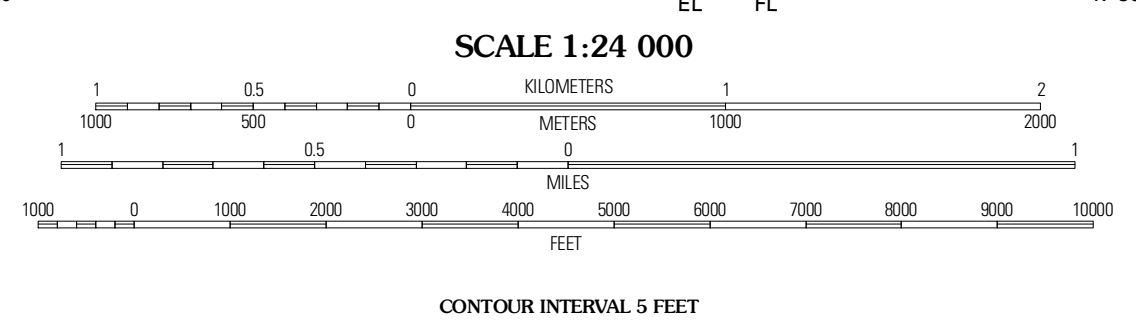 EL FL
SCALE 1:24 000
1 0.5 0 KILOMETERS 1 2
1000 500 0 METERS 1000 2000
1 0.5 0 1
MILES
1000 0 1000 2000 3000 4000 5000 6000 7000 8000 9000 10000
FEET
CONTOUR INTERVAL 5 FEET